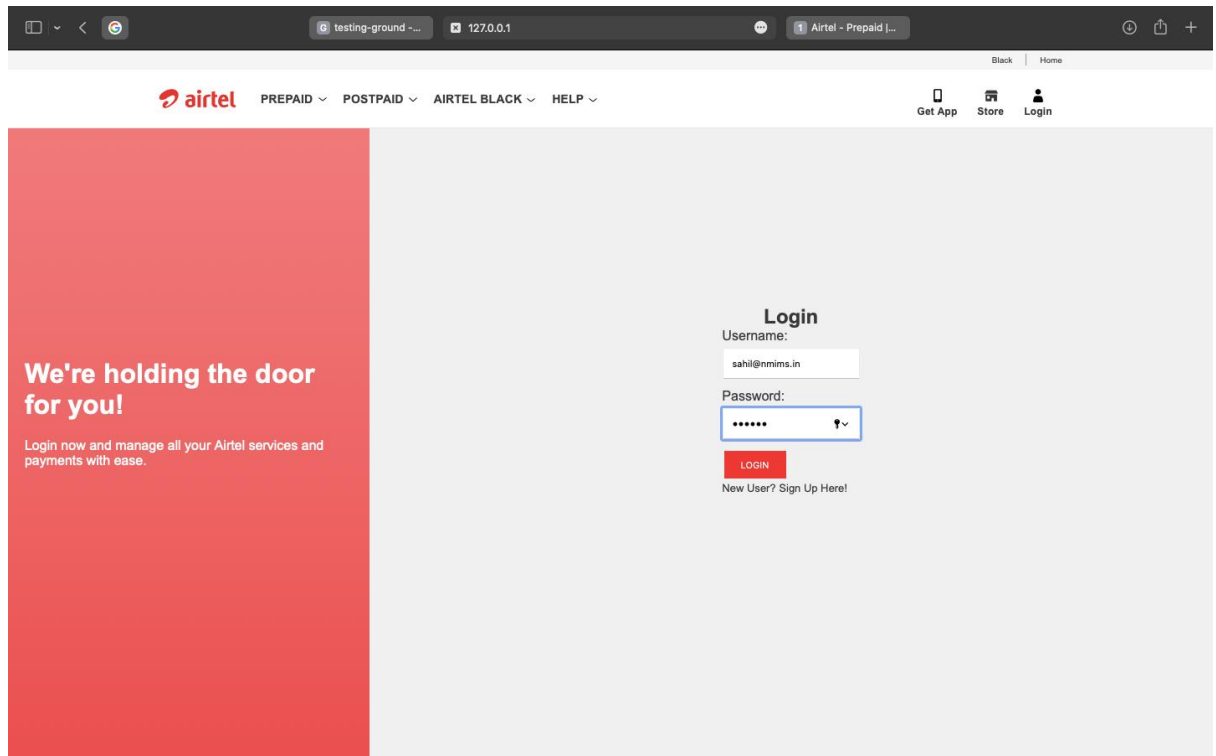 G testing-ground -... 127.0.0.1 1 Airtel - Prepaid |...
Black | Home
airtel PREPAID POSTPAID AIRTEL BLACK HELP Get App Store Login
Login
Username:
sahil@nmims.in
We're holding the door
for you!
Password:
••••••
Login now and manage all your Airtel services and
payments with ease.
LOGIN
New User? Sign Up Here!